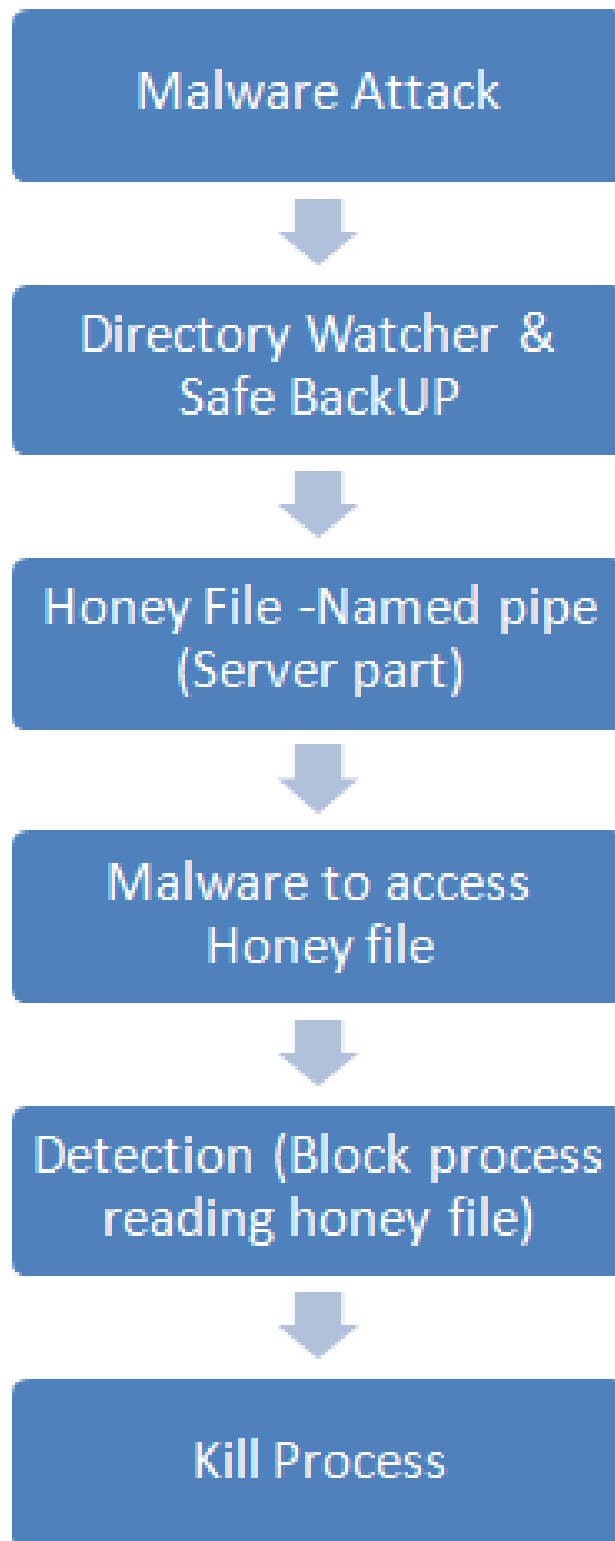 Malware Attack
Directory Watcher &
Safe BackUP
Honey File -Named pipe
(Server part)
Malware to access
Honey file
Detection (Block process
reading honey file)
Kill Process